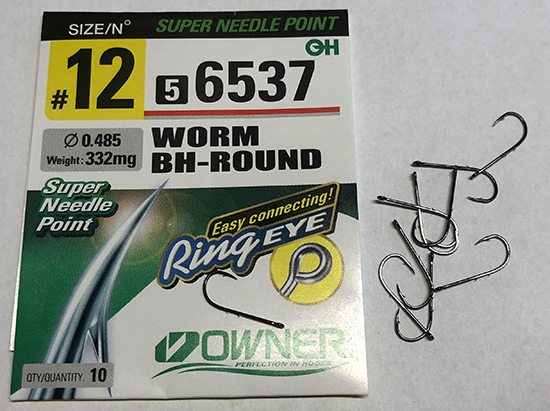 SIZE/N° SUPER NEEDLE POINT
OH
#12 5 6537
Ø 0.485
Weight: 332mg
WORM
BH-ROUND
Super
Needle
Point
Easy connecting!
Ring EYE
OWNER
PERFECTION IN HOOKS
QTY/QUANTITY. 10